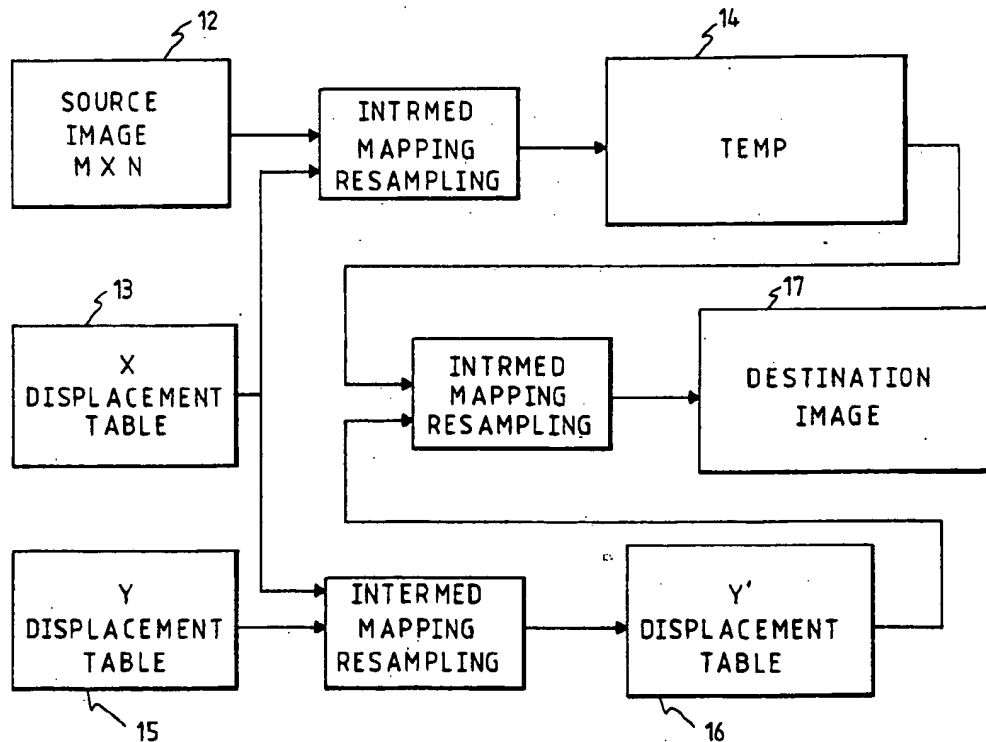 12
SOURCE
IMAGE
M X N
INTRMED
MAPPING
RESAMPLING
14
TEMP
13
X
DISPLACEMENT
TABLE
INTRMED
MAPPING
RESAMPLING
17
DESTINATION
IMAGE
Y
DISPLACEMENT
TABLE
15
INTERMED
MAPPING
RESAMPLING
Y'
DISPLACEMENT
TABLE
16